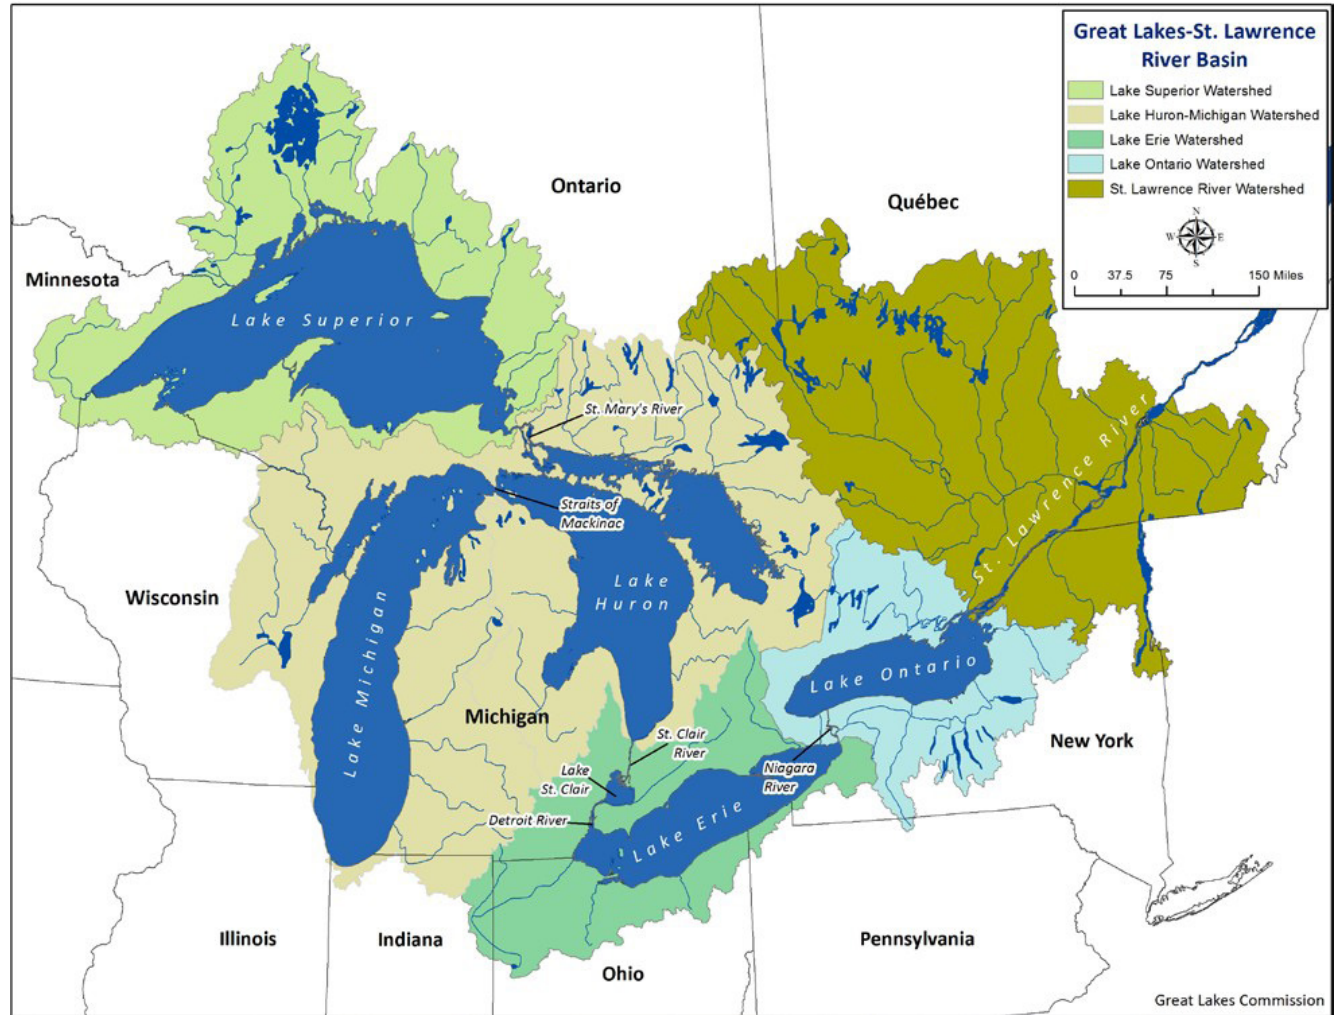 Great Lakes-St. Lawrence
River Basin
Lake Superior Watershed
Lake Huron-Michigan Watershed
Lake Erie Watershed
Lake Ontario Watershed
St. Lawrence River Watershed
N
W E
S
0 37.5 75 150 Miles
Ontario
Québec
Minnesota
Lake Superior
St. Mary's River
Straits of
Mackinac
St. Lawrence River
Wisconsin
Lake
Huron
Lake Michigan
Lake Ontario
Michigan
St. Clair
River
New York
Lake
St. Clair
Niagara
River
Detroit River
Lake Erie
Illinois
Indiana
Ohio
Pennsylvania
Great Lakes Commission